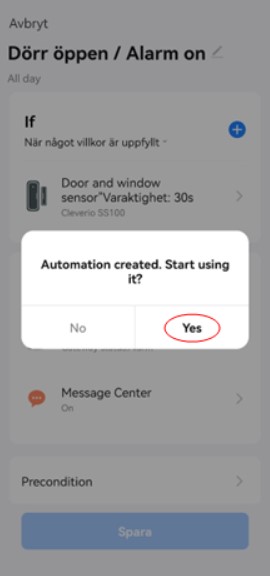 Avbryt
Dörr öppen / Alarm on
All day
If
När något villkor är uppfyllt
Door and window
sensor"Varaktighet: 30s
Cleverio SS100
Automation created. Start using
it?
No
Yes
Message Center
On
Precondition
Spara